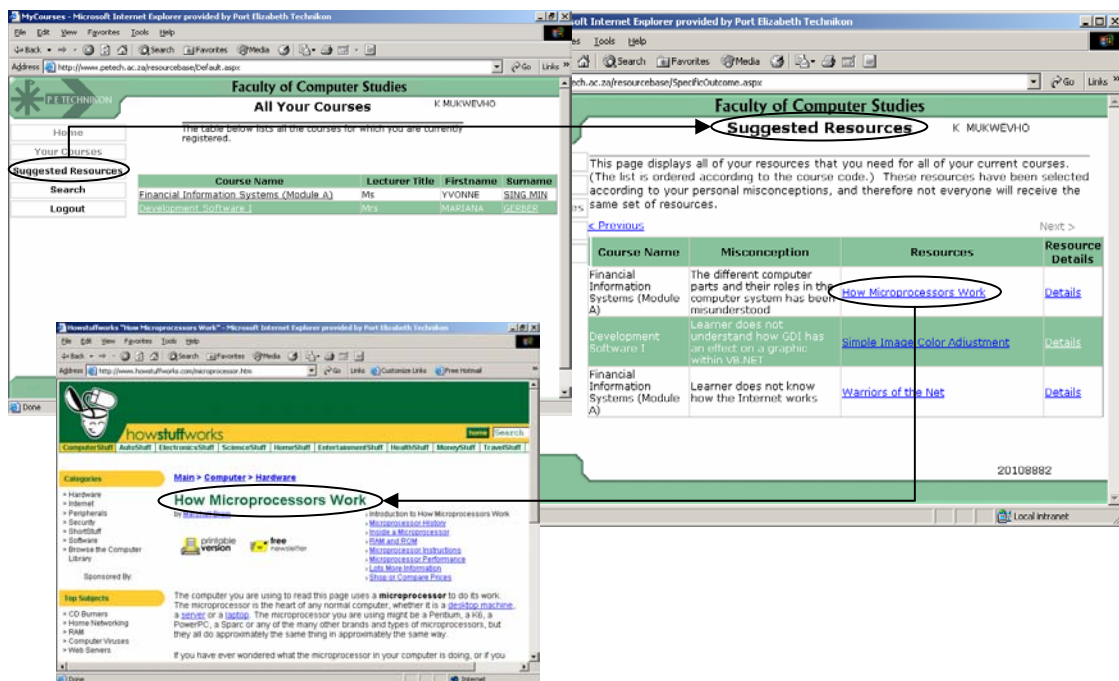 MyCourses - Microsoft Internet Explorer provided by Port Elizabeth Technikon
File Edit View Favorites Tools Help
Back Search Favorites Media
Address http://www.petech.ac.za/resourcebase/Default.aspx Go Links »
Faculty of Computer Studies
P.E TECHNIKON
All Your Courses
K MUKWEVHO
The table below lists all the courses for which you are currently
registered.
Home
Your Courses
Suggested Resources
Search
Logout
Course Name Lecturer Title Firstname Surname
Financial Information Systems (Module A) Ms YVONNE SING MIN
Development Software I Mrs MARIANA GERBER
Done
soft Internet Explorer provided by Port Elizabeth Technikon
es Tools Help
Search Favorites Media
ech.ac.za/resourcebase/SpecificOutcome.aspx Go Links »
Faculty of Computer Studies
Suggested Resources
K MUKWEVHO
This page displays all of your resources that you need for all of your current courses.
(The list is ordered according to the course code.) These resources have been selected
according to your personal misconceptions, and therefore not everyone will receive the
es same set of resources.
< Previous Next >
Course Name Misconception Resources Resource Details
Financial Information Systems (Module A) The different computer parts and their roles in the computer system has been misunderstood How Microprocessors Work Details
Development Software I Learner does not understand how GDI has an effect on a graphic within VB.NET Simple Image Color Adjustment Details
Financial Information Systems (Module A) Learner does not know how the Internet works Warriors of the Net Details
20108882
Local intranet
Howstuffworks "How Microprocessors Work" - Microsoft Internet Explorer provided by Port Elizabeth Technikon
File Edit View Favorites Tools Help
Back Search Favorites Media
Address http://www.howstuffworks.com/microprocessor.htm Go Links Customize Links Free Hotmail
howstuffworks
home Search
ComputerStuff AutoStuff ElectronicsStuff ScienceStuff HomeStuff EntertainmentStuff HealthStuff MoneyStuff TravelStuff
Categories
» Hardware
» Internet
» Peripherals
» Security
» ShortStuff
» Software
» Browse the Computer
Library
Sponsored By:
Top Subjects
» CD Burners
» Home Networking
» RAM
» Computer Viruses
» Web Servers
Main > Computer > Hardware
How Microprocessors Work
by Marshall Brain
printable version
free newsletter
› Introduction to How Microprocessors Work
› Microprocessor History
› Inside a Microprocessor
› RAM and ROM
› Microprocessor Instructions
› Microprocessor Performance
› Lots More Information
› Shop or Compare Prices
The computer you are using to read this page uses a microprocessor to do its work.
The microprocessor is the heart of any normal computer, whether it is a desktop machine,
a server or a laptop. The microprocessor you are using might be a Pentium, a K6, a
PowerPC, a Sparc or any of the many other brands and types of microprocessors, but
they all do approximately the same thing in approximately the same way.
If you have ever wondered what the microprocessor in your computer is doing, or if you
Done
Internet